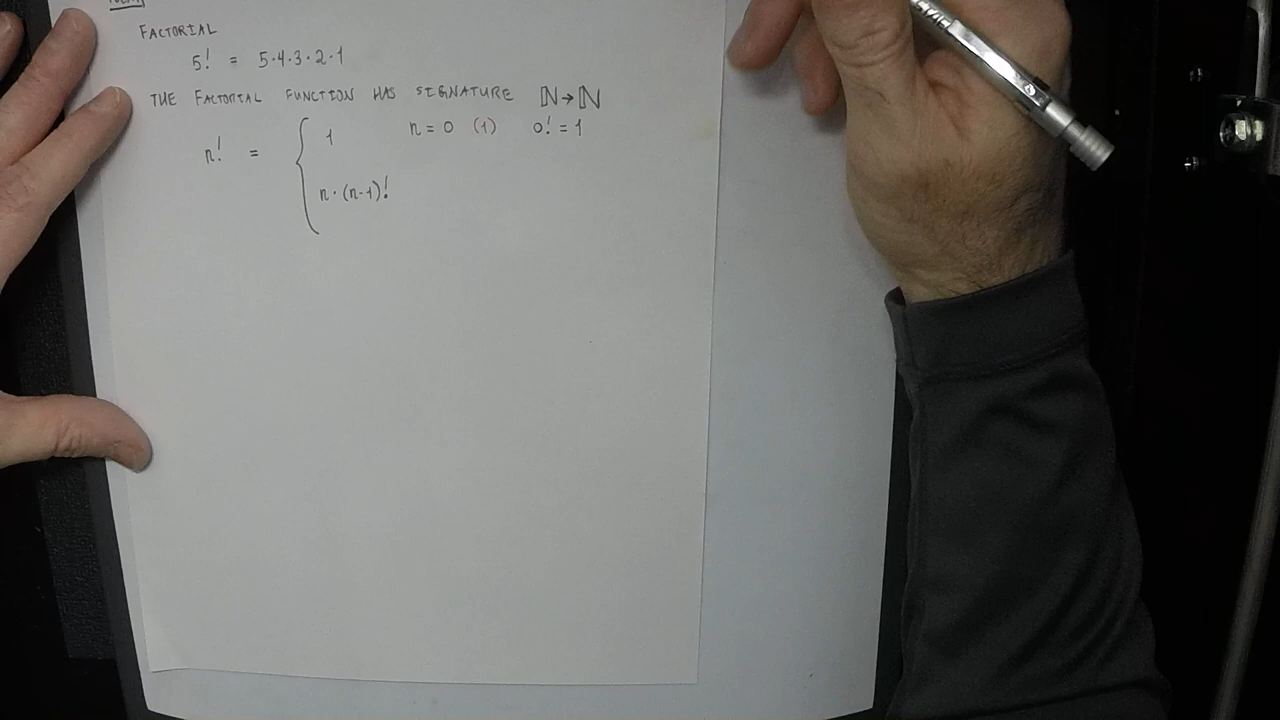 FACTORIAL
5! = 5·4·3·2·1
THE FACTORIAL FUNCTION HAS SIGNATURE ℕ→ℕ
n! = { 1 n=0 (1) 0! = 1
n·(n-1)!